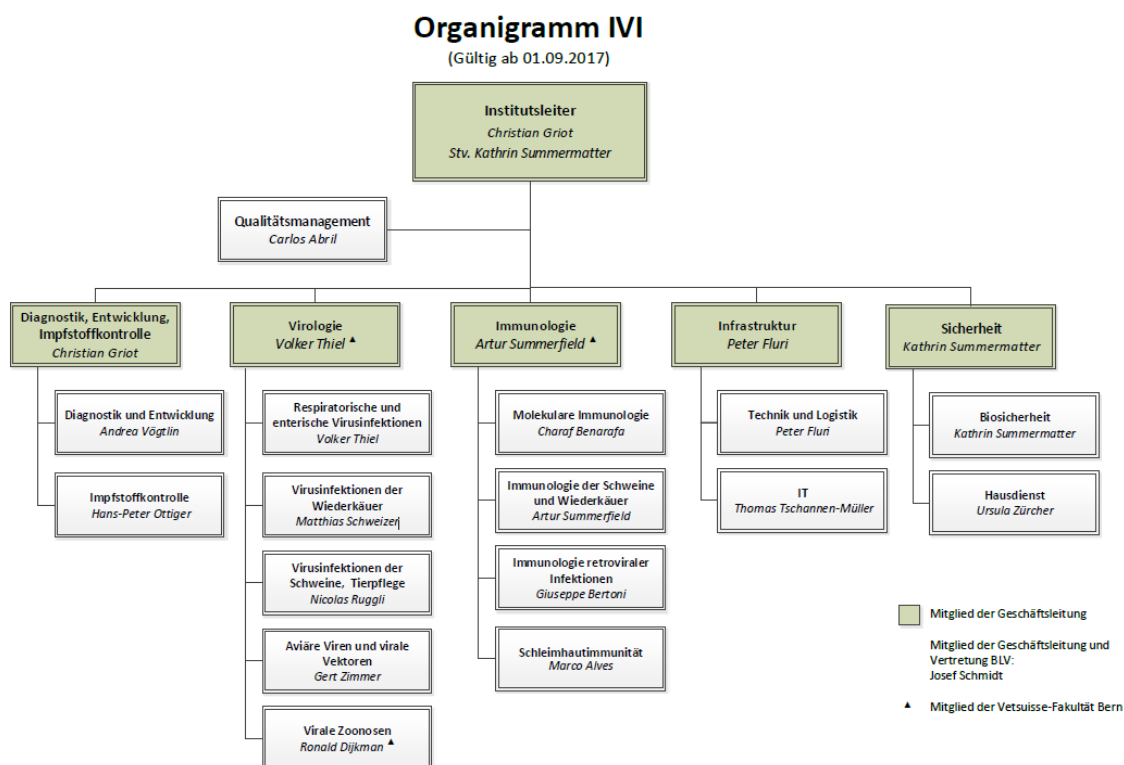 Organigramm IVI
(Gültig ab 01.09.2017)
Institutsleiter
Christian Griot
Stv. Kathrin Summermatter
Qualitätsmanagement
Carlos Abril
Diagnostik, Entwicklung,
Impfstoffkontrolle
Christian Griot
Virologie
Volker Thiel ▲
Immunologie
Artur Summerfield ▲
Infrastruktur
Peter Fluri
Sicherheit
Kathrin Summermatter
Diagnostik und Entwicklung
Andrea Vögtlin
Impfstoffkontrolle
Hans-Peter Ottiger
Respiratorische und
enterische Virusinfektionen
Volker Thiel
Virusinfektionen der
Wiederkäuer
Matthias Schweizer
Virusinfektionen der
Schweine, Tierpflege
Nicolas Ruggli
Aviäre Viren und virale
Vektoren
Gert Zimmer
Virale Zoonosen
Ronald Dijkman ▲
Molekulare Immunologie
Charaf Benarafa
Immunologie der Schweine
und Wiederkäuer
Artur Summerfield
Immunologie retroviraler
Infektionen
Giuseppe Bertoni
Schleimhautimmunität
Marco Alves
Technik und Logistik
Peter Fluri
IT
Thomas Tschannen-Müller
Biosicherheit
Kathrin Summermatter
Hausdienst
Ursula Zürcher
Mitglied der Geschäftsleitung
Mitglied der Geschäftsleitung und
Vertretung BLV:
Josef Schmidt
▲ Mitglied der Vetsuisse-Fakultät Bern